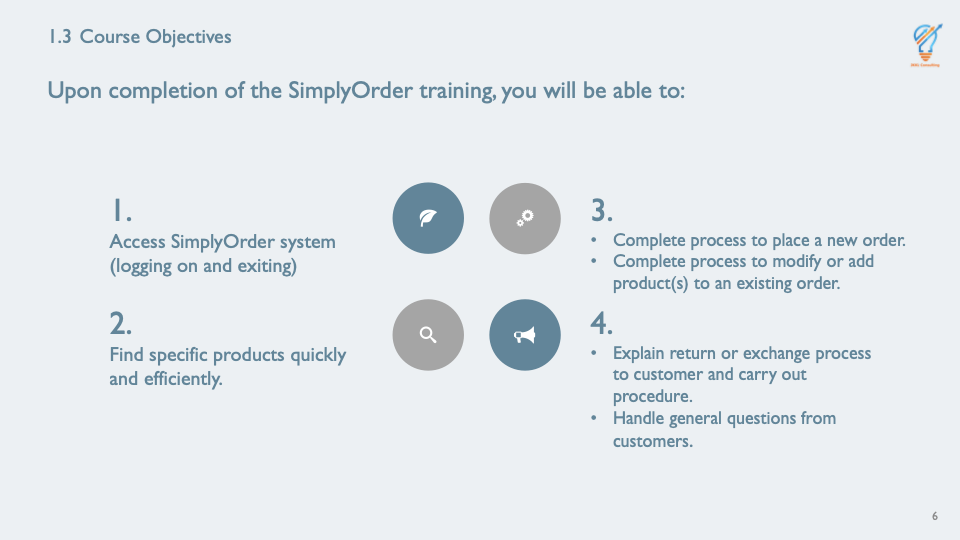 1.3 Course Objectives
Upon completion of the SimplyOrder training, you will be able to:
1.
Access SimplyOrder system
(logging on and exiting)
2.
Find specific products quickly
and efficiently.
3.
• Complete process to place a new order.
• Complete process to modify or add
product(s) to an existing order.
4.
• Explain return or exchange process
to customer and carry out
procedure.
• Handle general questions from
customers.
6